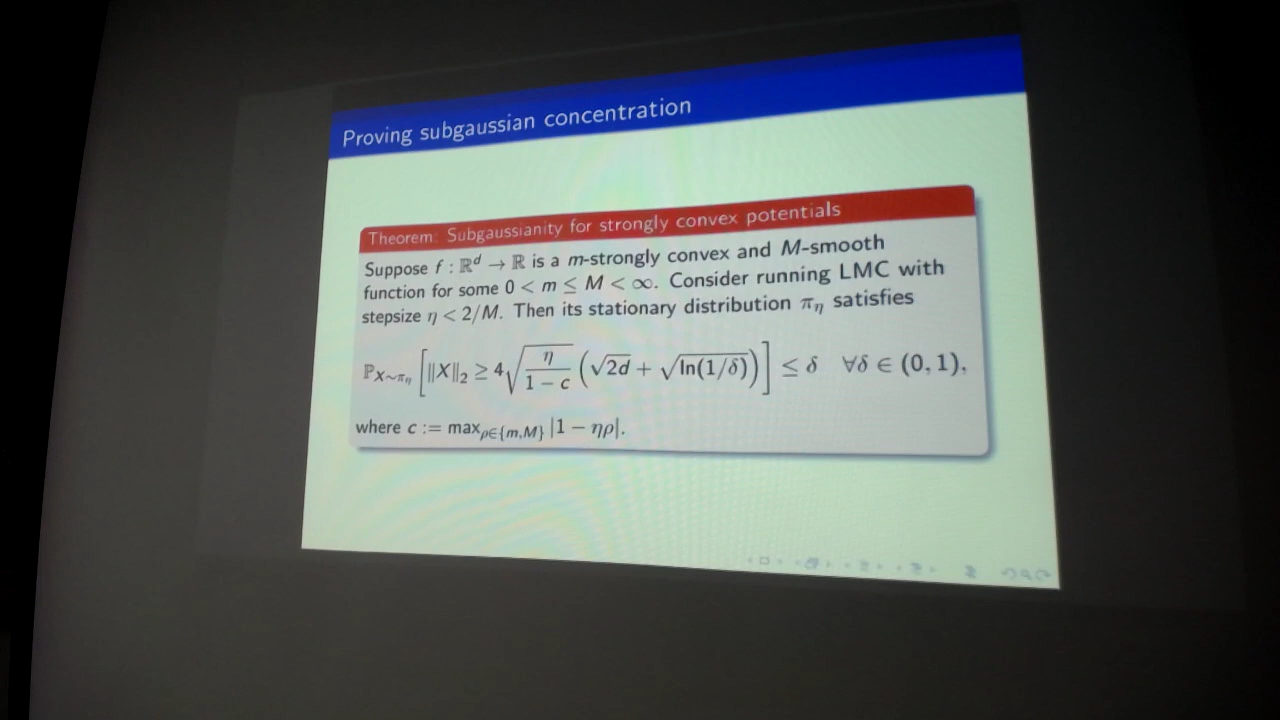 Proving subgaussian concentration
Theorem: Subgaussianity for strongly convex potentials
Suppose f : ℝᵈ → ℝ is a m-strongly convex and M-smooth
function for some 0 < m ≤ M < ∞. Consider running LMC with
stepsize η < 2/M. Then its stationary distribution π_η satisfies
ℙ_{X∼π_η} [ ‖X‖₂ ≥ 4√(η/(1 − c)) (√(2d) + √(ln(1/δ))) ] ≤ δ ∀δ ∈ (0, 1),
where c := max_{ρ∈{m,M}} |1 − ηρ|.